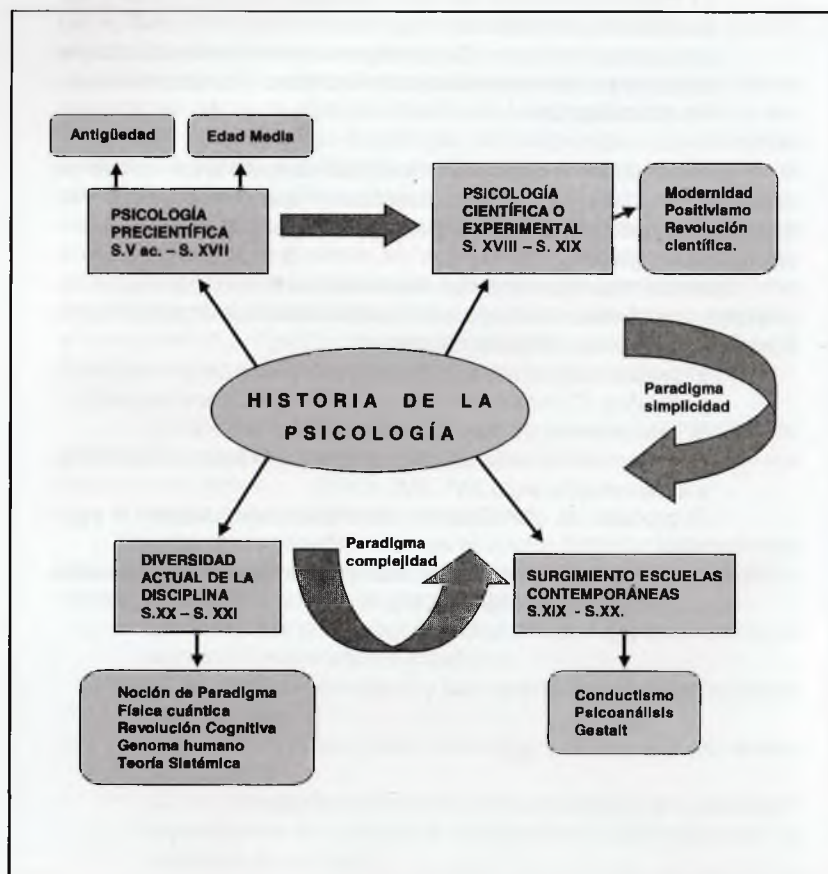 Antigüedad
Edad Media
PSICOLOGÍA
PRECIENTÍFICA
S.V ac. – S. XVII
PSICOLOGÍA
CIENTÍFICA O
EXPERIMENTAL
S. XVIII – S. XIX
Modernidad
Positivismo
Revolución
científica.
HISTORIA DE LA
PSICOLOGÍA
Paradigma
simplicidad
DIVERSIDAD
ACTUAL DE LA
DISCIPLINA
S.XX – S. XXI
Paradigma
complejidad
SURGIMIENTO ESCUELAS
CONTEMPORÁNEAS
S.XIX - S.XX.
Noción de Paradigma
Física cuántica
Revolución Cognitiva
Genoma humano
Teoría Sistémica
Conductismo
Psicoanálisis
Gestalt